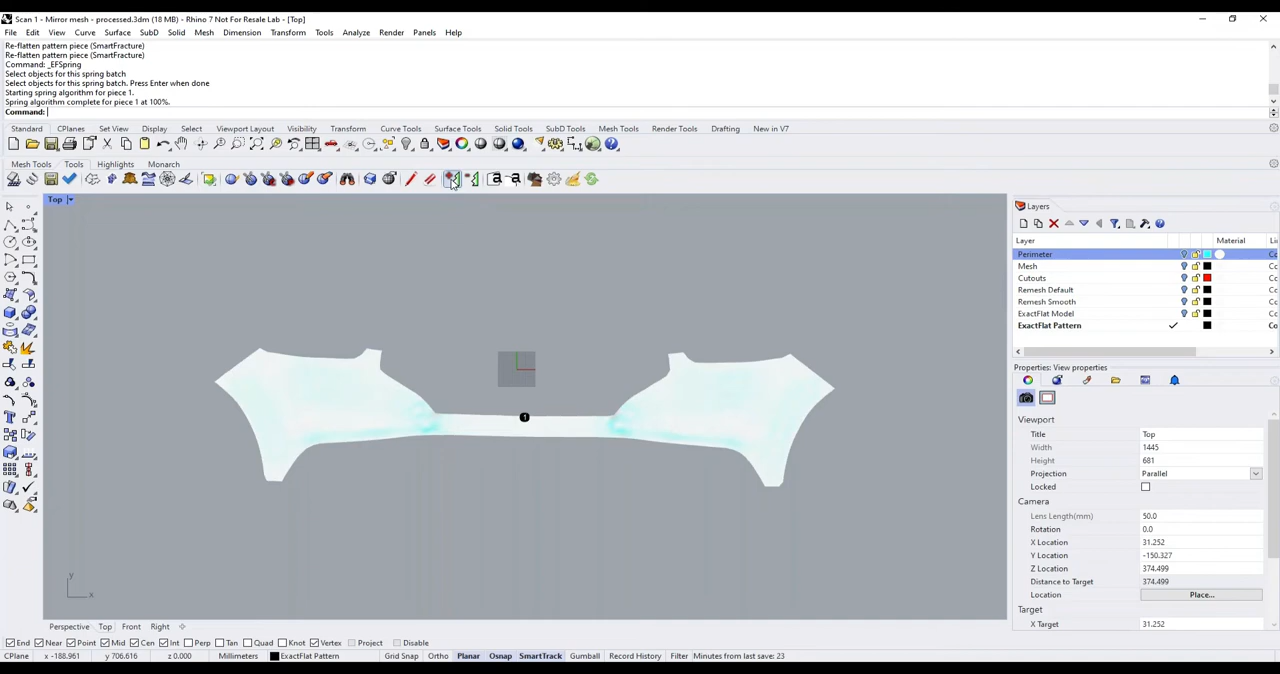 Scan 1 - Mirror mesh - processed.3dm (18 MB) - Rhino 7 Not For Resale Lab - [Top]
File Edit View Curve Surface SubD Solid Mesh Dimension Transform Tools Analyze Render Panels Help
Re-flatten pattern piece (SmartFracture)
Re-flatten pattern piece (SmartFracture)
Command: _EFSpring
Select objects for this spring batch
Select objects for this spring batch. Press Enter when done
Starting spring algorithm for piece 1.
Spring algorithm complete for piece 1 at 100%.
Command:
Standard CPlanes Set View Display Select Viewport Layout Visibility Transform Curve Tools Surface Tools Solid Tools SubD Tools Mesh Tools Render Tools Drafting New in V7
Mesh Tools Tools Highlights Monarch
Top
Layers
Layer Material Li
Perimeter Co
Mesh Co
Cutouts Co
Remesh Default Co
Remesh Smooth Co
ExactFlat Model Co
ExactFlat Pattern Co
Properties: View properties
Viewport
Title Top
Width 1445
Height 681
Projection Parallel
Locked
Camera
Lens Length(mm) 50.0
Rotation 0.0
X Location 31.252
Y Location -150.327
Z Location 374.499
Distance to Target 374.499
Location Place...
Target
X Target 31.252
1
y
x
Perspective Top Front Right
End Near Point Mid Cen Int Perp Tan Quad Knot Vertex Project Disable
CPlane x -188.961 y 706.616 z 0.000 Millimeters ExactFlat Pattern Grid Snap Ortho Planar Osnap SmartTrack Gumball Record History Filter Minutes from last save: 23